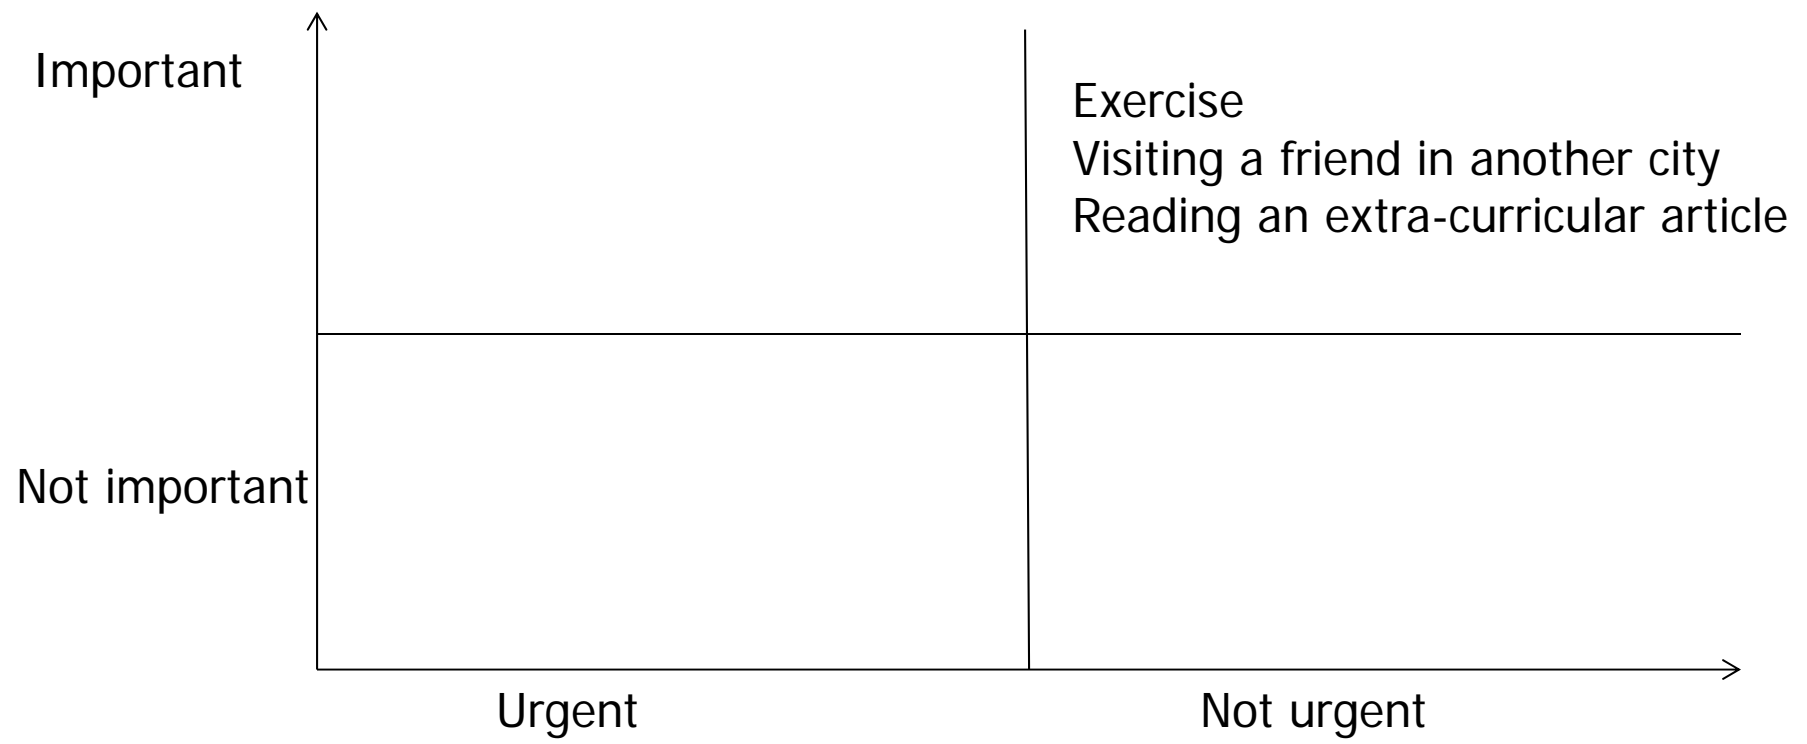 Important
Exercise
Visiting a friend in another city
Reading an extra-curricular article
Not important
Urgent
Not urgent